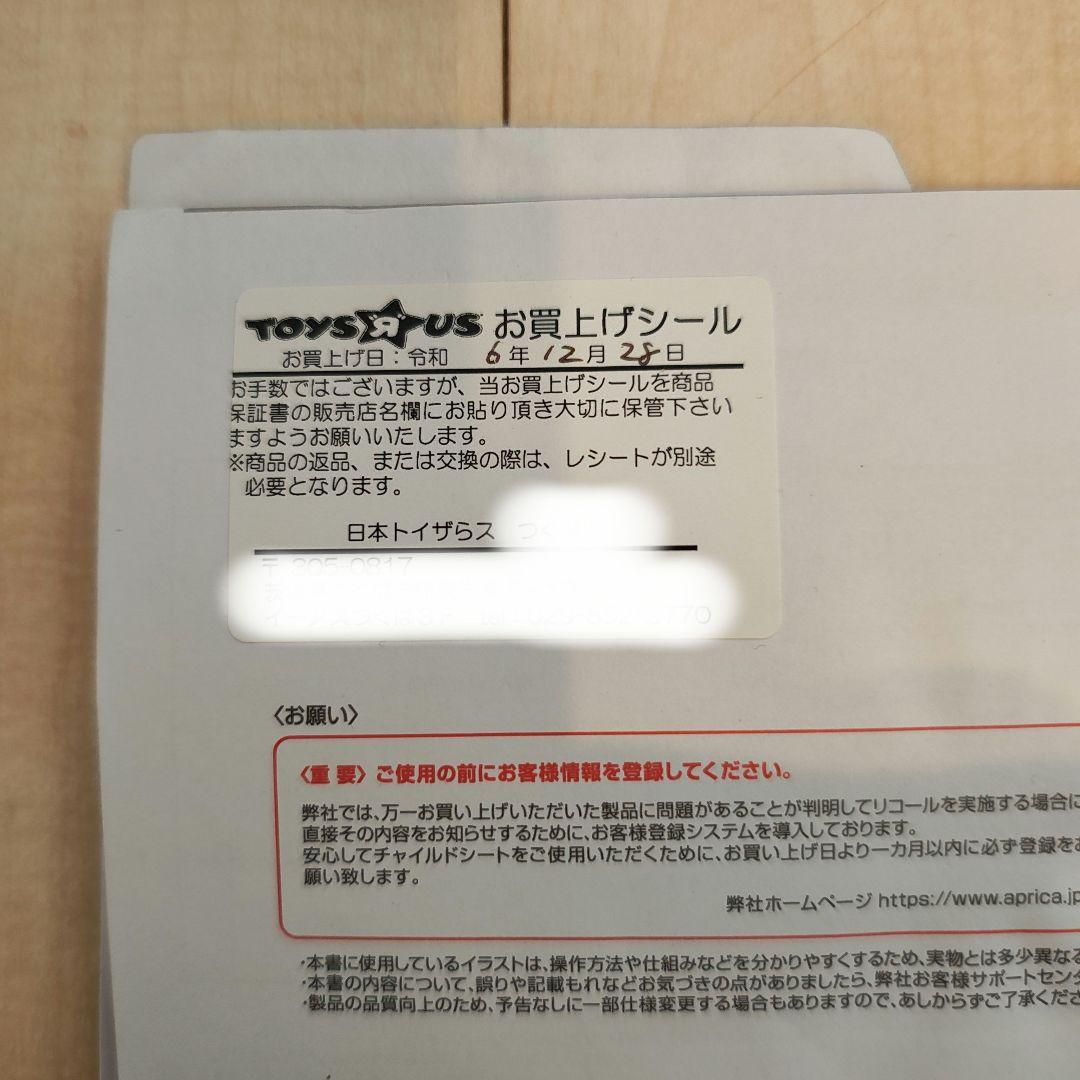 TOYSЯUS お買上げシール
お買上げ日：令和 6年 12月 28日
お手数ではございますが、当お買上げシールを商品
保証書の販売店名欄にお貼り頂き大切に保管下さい
ますようお願いいたします。
※商品の返品、または交換の際は、レシートが別途
必要となります。
日本トイザらス つく
〒305-0817
〈お願い〉
〈重 要〉ご使用の前にお客様情報を登録してください。
弊社では、万一お買い上げいただいた製品に問題があることが判明してリコールを実施する場合に
直接その内容をお知らせするために、お客様登録システムを導入しております。
安心してチャイルドシートをご使用いただくために、お買い上げ日より一カ月以内に必ず登録をお
願い致します。
弊社ホームページ https://www.aprica.jp
・本書に使用しているイラストは、操作方法や仕組みなどを分かりやすくするため、実物とは多少異なる
・本書の内容について、誤りや記載もれなどお気づきの点がありましたら、弊社お客様サポートセンタ
・製品の品質向上のため、予告なしに一部仕様変更する場合もありますので、あしからずご了承くださ